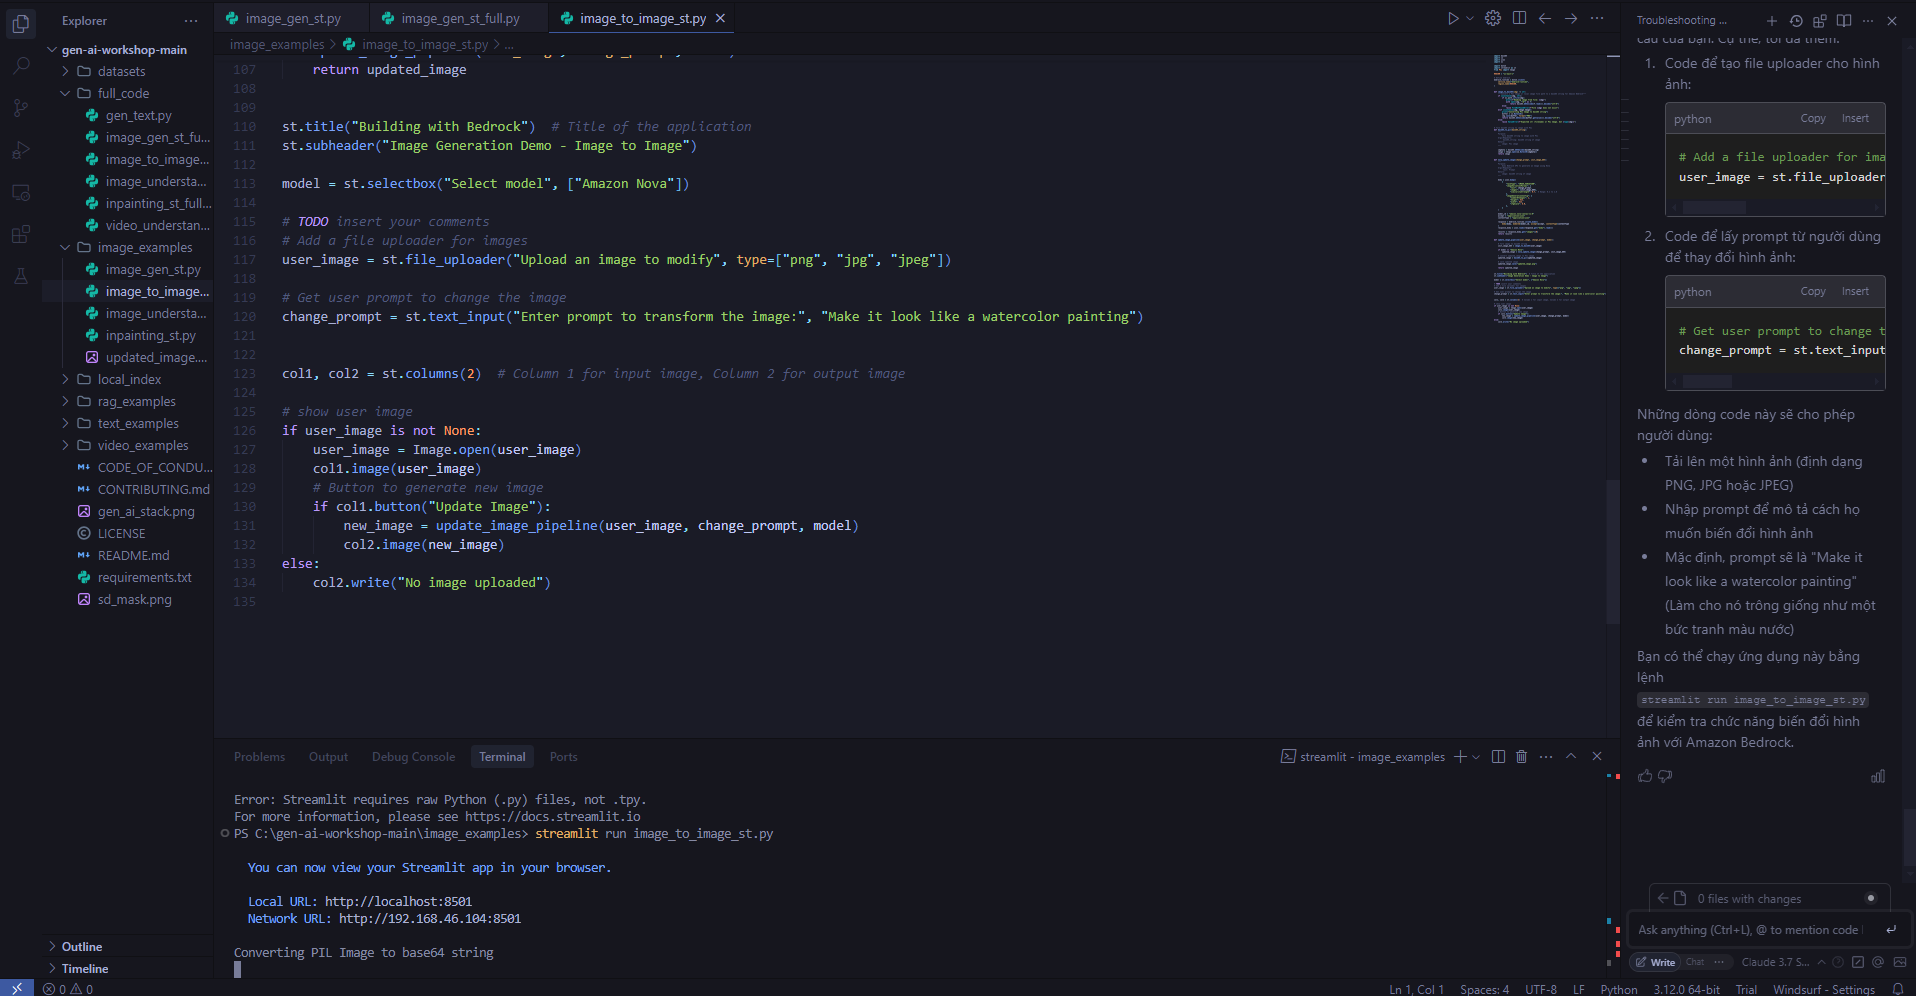 Explorer
gen-ai-workshop-main
datasets
full_code
gen_text.py
image_gen_st_fu...
image_to_image...
image_understa...
inpainting_st_full...
video_understan...
image_examples
image_gen_st.py
image_to_image...
image_understa...
inpainting_st.py
updated_image....
local_index
rag_examples
text_examples
video_examples
CODE_OF_CONDU...
CONTRIBUTING.md
gen_ai_stack.png
LICENSE
README.md
requirements.txt
sd_mask.png
Outline
Timeline
image_gen_st.py
image_gen_st_full.py
image_to_image_st.py
image_examples > image_to_image_st.py > ...
107 return updated_image
108
109
110 st.title("Building with Bedrock")  # Title of the application
111 st.subheader("Image Generation Demo - Image to Image")
112
113 model = st.selectbox("Select model", ["Amazon Nova"])
114
115 # TODO insert your comments
116 # Add a file uploader for images
117 user_image = st.file_uploader("Upload an image to modify", type=["png", "jpg", "jpeg"])
118
119 # Get user prompt to change the image
120 change_prompt = st.text_input("Enter prompt to transform the image:", "Make it look like a watercolor painting")
121
122
123 col1, col2 = st.columns(2)  # Column 1 for input image, Column 2 for output image
124
125 # show user image
126 if user_image is not None:
127 user_image = Image.open(user_image)
128 col1.image(user_image)
129 # Button to generate new image
130 if col1.button("Update Image"):
131 new_image = update_image_pipeline(user_image, change_prompt, model)
132 col2.image(new_image)
133 else:
134 col2.write("No image uploaded")
135
Problems Output Debug Console Terminal Ports
streamlit - image_examples
Error: Streamlit requires raw Python (.py) files, not .tpy.
For more information, please see https://docs.streamlit.io
PS C:\gen-ai-workshop-main\image_examples> streamlit run image_to_image_st.py
You can now view your Streamlit app in your browser.
Local URL: http://localhost:8501
Network URL: http://192.168.46.104:8501
Converting PIL Image to base64 string
Troubleshooting ...
cầu của bạn. Cụ thể, tôi đã thêm:
1. Code để tạo file uploader cho hình
ảnh:
python Copy Insert
# Add a file uploader for ima
user_image = st.file_uploader
2. Code để lấy prompt từ người dùng
để thay đổi hình ảnh:
python Copy Insert
# Get user prompt to change t
change_prompt = st.text_input
Những dòng code này sẽ cho phép
người dùng:
• Tải lên một hình ảnh (định dạng
PNG, JPG hoặc JPEG)
• Nhập prompt để mô tả cách họ
muốn biến đổi hình ảnh
• Mặc định, prompt sẽ là "Make it
look like a watercolor painting"
(Làm cho nó trông giống như một
bức tranh màu nước)
Bạn có thể chạy ứng dụng này bằng
lệnh
streamlit run image_to_image_st.py
để kiểm tra chức năng biến đổi hình
ảnh với Amazon Bedrock.
0 files with changes
Ask anything (Ctrl+L), @ to mention code
Write Chat ... Claude 3.7 S...
0 0
Ln 1, Col 1 Spaces: 4 UTF-8 LF Python 3.12.0 64-bit Trial Windsurf - Settings